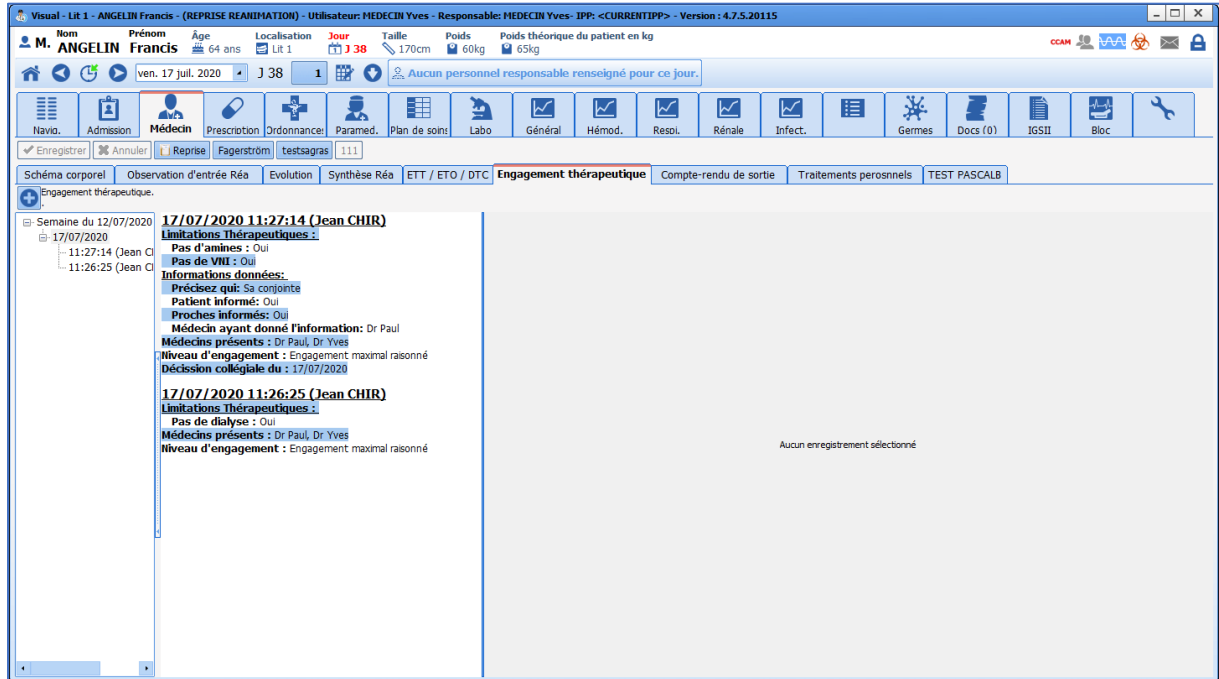 Visual - Lit 1 - ANGELIN Francis - (REPRISE REANIMATION) - Utilisateur: MEDECIN Yves - Responsable: MEDECIN Yves- IPP: <CURRENTIPP> - Version : 4.7.5.20115
Nom Prénom Âge Localisation Jour Taille Poids Poids théorique du patient en kg
M. ANGELIN Francis 64 ans Lit 1 J 38 170cm 60kg 65kg CCAM
ven. 17 juil. 2020 J 38 1 Aucun personnel responsable renseigné pour ce jour.
Navig. Admission Médecin Prescription Ordonnances Paramed. Plan de soins Labo Général Hémod. Respi. Rénale Infect. Germes Docs (0) IGSII Bloc
Enregistrer Annuler Reprise Fagerström testsagras 111
Schéma corporel Observation d'entrée Réa Evolution Synthèse Réa ETT / ETO / DTC Engagement thérapeutique Compte-rendu de sortie Traitements perosnnels TEST PASCALB
Engagement thérapeutique.
.
Semaine du 12/07/2020
17/07/2020
11:27:14 (Jean CI
11:26:25 (Jean CI
17/07/2020 11:27:14 (Jean CHIR)
Limitations Thérapeutiques :
Pas d'amines : Oui
Pas de VNI : Oui
Informations données:
Précisez qui: Sa conjointe
Patient informé: Oui
Proches informés: Oui
Médecin ayant donné l'information: Dr Paul
Médecins présents : Dr Paul, Dr Yves
Niveau d'engagement : Engagement maximal raisonné
Décission collégiale du : 17/07/2020
17/07/2020 11:26:25 (Jean CHIR)
Limitations Thérapeutiques :
Pas de dialyse : Oui
Médecins présents : Dr Paul, Dr Yves
Niveau d'engagement : Engagement maximal raisonné
Aucun enregistrement sélectionné